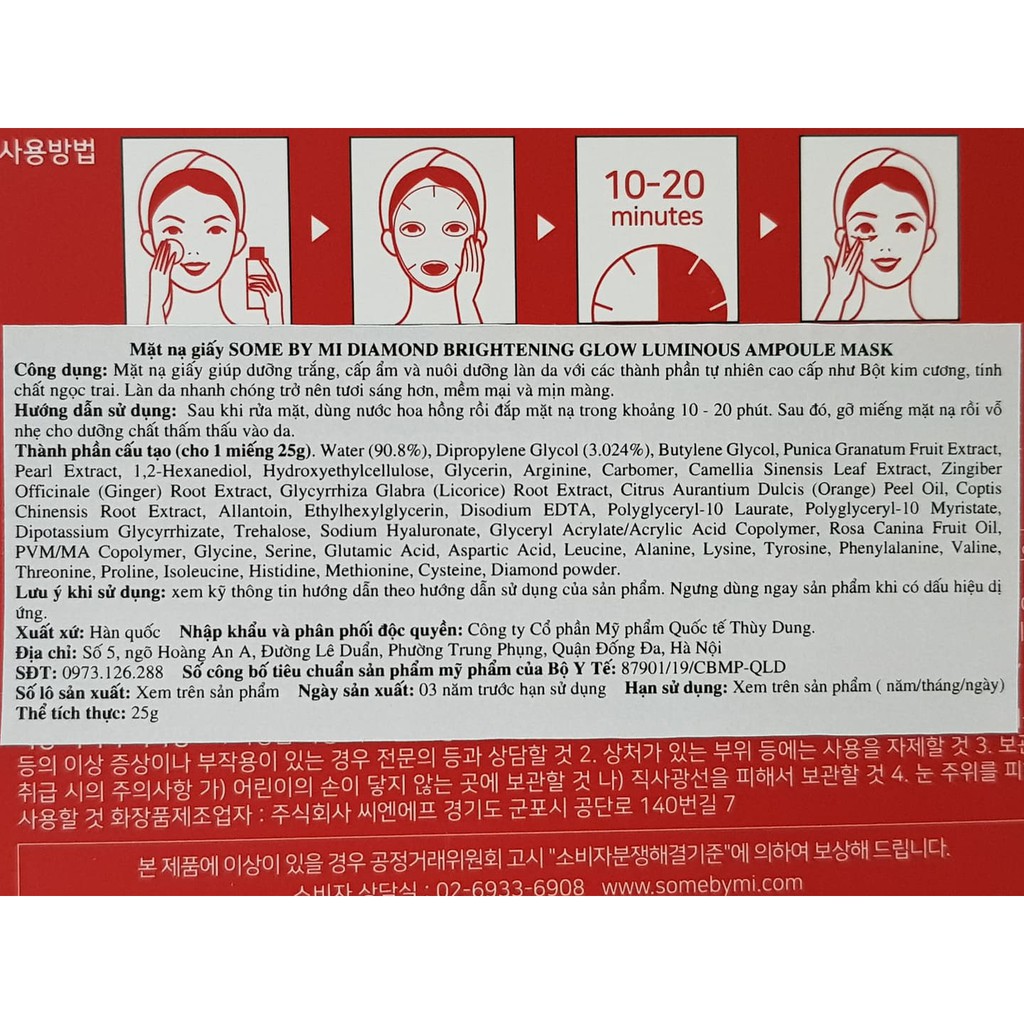 사용방법
10-20
minutes
Mặt nạ giấy SOME BY MI DIAMOND BRIGHTENING GLOW LUMINOUS AMPOULE MASK
Công dụng: Mặt nạ giấy giúp dưỡng trắng, cấp ẩm và nuôi dưỡng làn da với các thành phần tự nhiên cao cấp như Bột kim cương, tinh
chất ngọc trai. Làn da nhanh chóng trở nên tươi sáng hơn, mềm mại và mịn màng.
Hướng dẫn sử dụng: Sau khi rửa mặt, dùng nước hoa hồng rồi đắp mặt nạ trong khoảng 10 - 20 phút. Sau đó, gỡ miếng mặt nạ rồi vỗ
nhẹ cho dưỡng chất thấm thấu vào da.
Thành phần cấu tạo (cho 1 miếng 25g). Water (90.8%), Dipropylene Glycol (3.024%), Butylene Glycol, Punica Granatum Fruit Extract,
Pearl Extract, 1,2-Hexanediol, Hydroxyethylcellulose, Glycerin, Arginine, Carbomer, Camellia Sinensis Leaf Extract, Zingiber
Officinale (Ginger) Root Extract, Glycyrrhiza Glabra (Licorice) Root Extract, Citrus Aurantium Dulcis (Orange) Peel Oil, Coptis
Chinensis Root Extract, Allantoin, Ethylhexylglycerin, Disodium EDTA, Polyglyceryl-10 Laurate, Polyglyceryl-10 Myristate,
Dipotassium Glycyrrhizate, Trehalose, Sodium Hyaluronate, Glyceryl Acrylate/Acrylic Acid Copolymer, Rosa Canina Fruit Oil,
PVM/MA Copolymer, Glycine, Serine, Glutamic Acid, Aspartic Acid, Leucine, Alanine, Lysine, Tyrosine, Phenylalanine, Valine,
Threonine, Proline, Isoleucine, Histidine, Methionine, Cysteine, Diamond powder.
Lưu ý khi sử dụng: xem kỹ thông tin hướng dẫn theo hướng dẫn sử dụng của sản phẩm. Ngưng dùng ngay sản phẩm khi có dấu hiệu dị
ứng.
Xuất xứ: Hàn quốc Nhập khẩu và phân phối độc quyền: Công ty Cổ phần Mỹ phẩm Quốc tế Thùy Dung.
Địa chỉ: Số 5, ngõ Hoàng An A, Đường Lê Duẩn, Phường Trung Phụng, Quận Đống Đa, Hà Nội
SĐT: 0973.126.288 Số công bố tiêu chuẩn sản phẩm mỹ phẩm của Bộ Y Tế: 87901/19/CBMP-QLD
Số lô sản xuất: Xem trên sản phẩm Ngày sản xuất: 03 năm trước hạn sử dụng Hạn sử dụng: Xem trên sản phẩm ( năm/tháng/ngày)
Thể tích thực: 25g
등의 이상 증상이나 부작용이 있는 경우 전문의 등과 상담할 것 2. 상처가 있는 부위 등에는 사용을 자제할 것 3.
취급 시의 주의사항 가) 어린이의 손이 닿지 않는 곳에 보관할 것 나) 직사광선을 피해서 보관할 것 4. 눈 주위를
사용할 것 화장품제조업자 : 주식회사 씨엔에프 경기도 군포시 공단로 140번길 7
본 제품에 이상이 있을 경우 공정거래위원회 고시 "소비자분쟁해결기준"에 의하여 보상해 드립니다.
소비자 상담실 : 02-6933-6908 www.somebymi.com